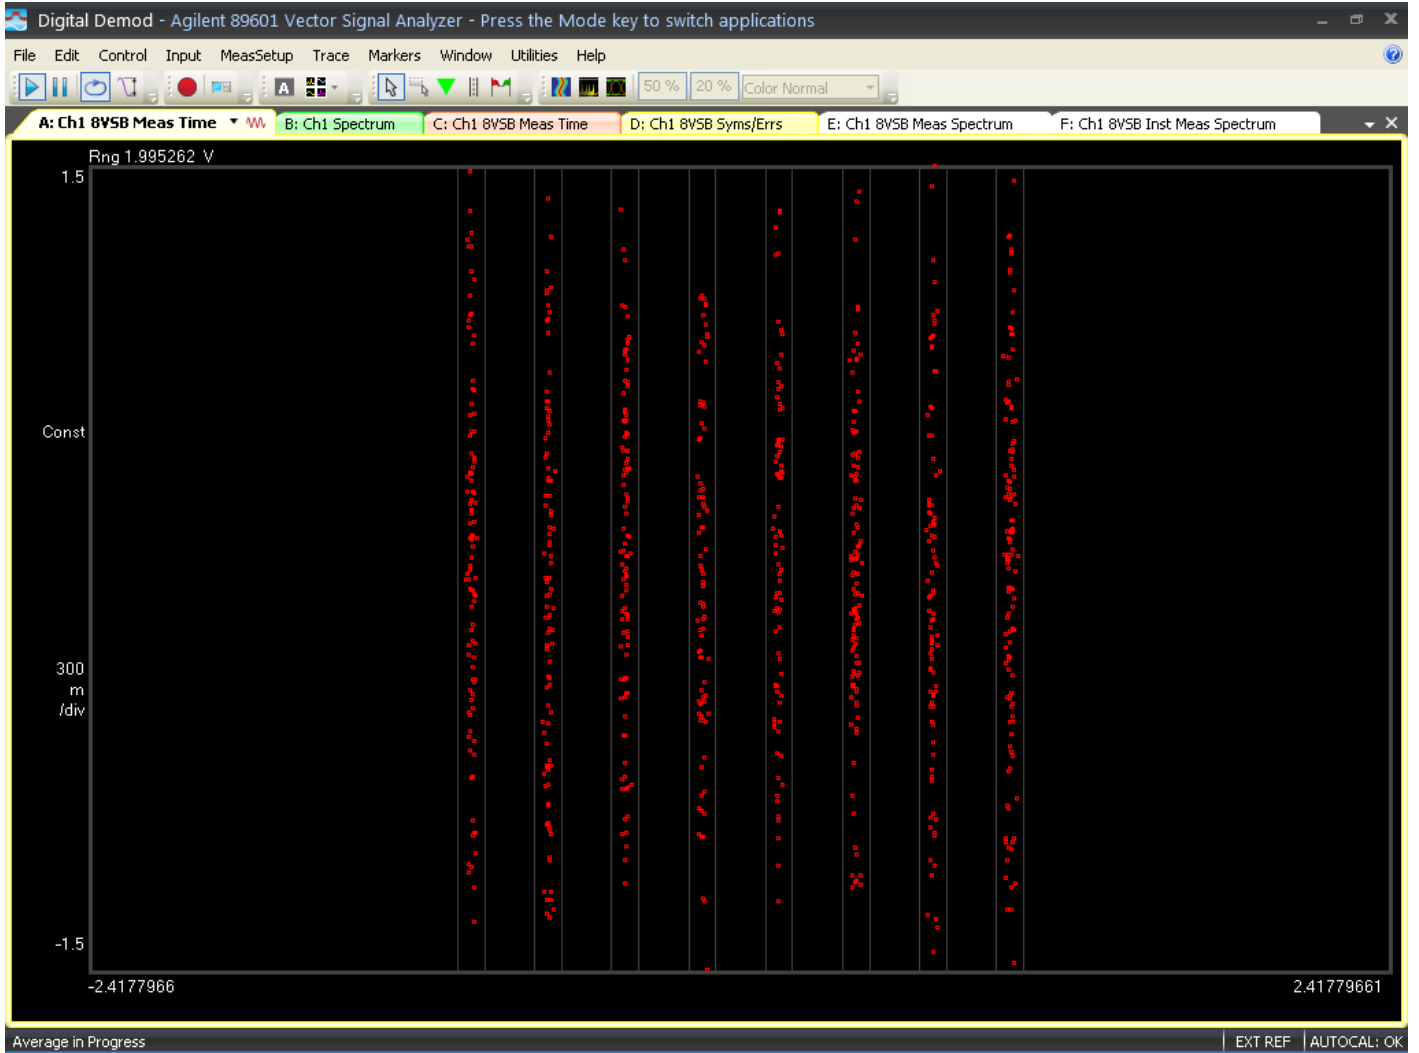 Digital Demod - Agilent 89601 Vector Signal Analyzer - Press the Mode key to switch applications
File Edit Control Input MeasSetup Trace Markers Window Utilities Help
A 50 % 20 % Color Normal
A: Ch1 8VSB Meas Time B: Ch1 Spectrum C: Ch1 8VSB Meas Time D: Ch1 8VSB Syms/Errs E: Ch1 8VSB Meas Spectrum F: Ch1 8VSB Inst Meas Spectrum
Rng 1.995262 V
1.5
Const
300
m
/div
-1.5
-2.4177966 2.41779661
Average in Progress EXT REF AUTOCAL: OK